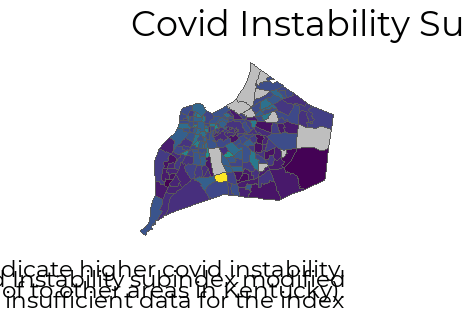 Covid Instability Su
dicate higher covid instability,
d Instability subindex modified
of to other areas in Kentucky)
insufficient data for the index